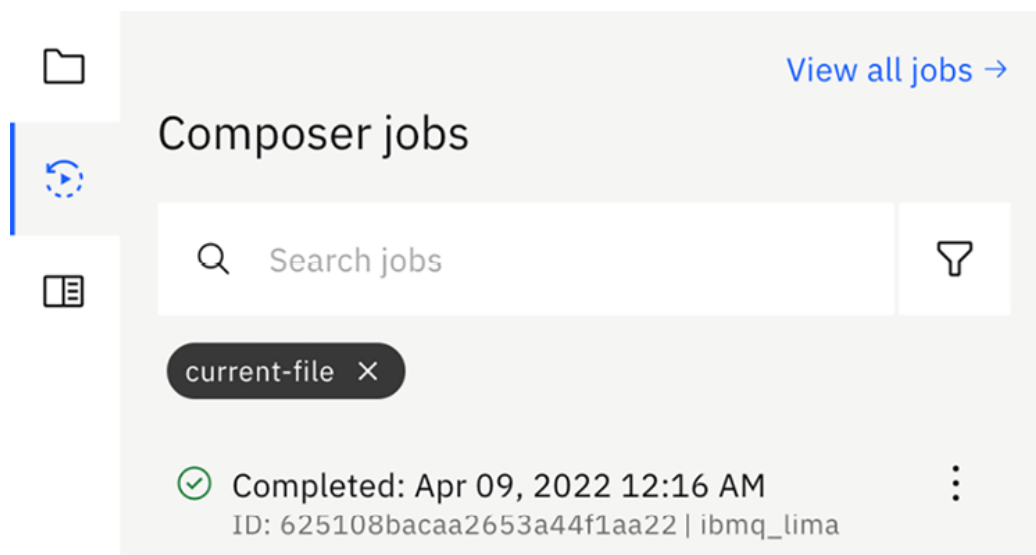 View all jobs →
Composer jobs
Search jobs
current-file ×
Completed: Apr 09, 2022 12:16 AM
ID: 625108bacaa2653a44f1aa22 | ibmq_lima